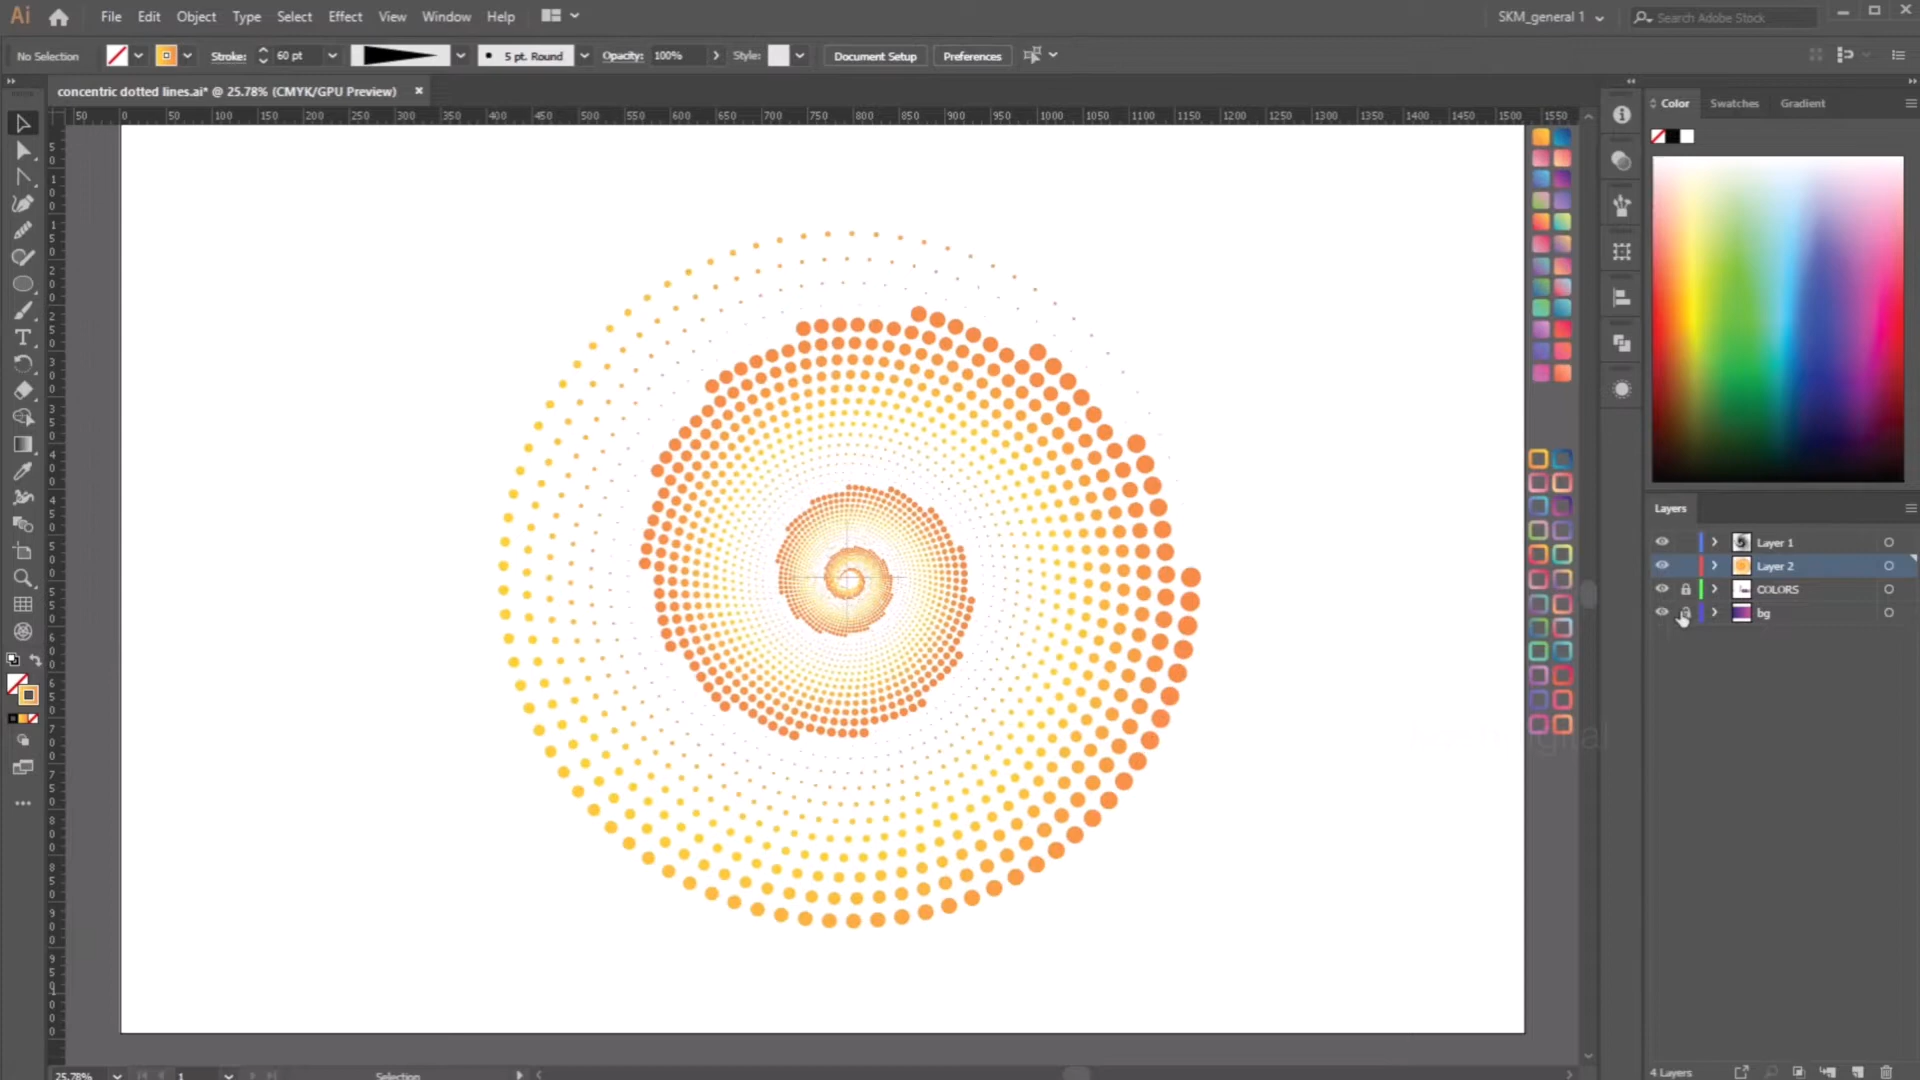 Ai File Edit Object Type Select Effect View Window Help SKM_general 1 Search Adobe Stock
No Selection Stroke: 60 pt 5 pt. Round Opacity: 100% Style: Document Setup Preferences
concentric dotted lines.ai* @ 25.78% (CMYK/GPU Preview) ×
Color Swatches Gradient
50 0 50 100 150 200 250 300 350 400 450 500 550 600 650 700 750 800 850 900 950 1000 1050 1100 1150 1200 1250 1300 1350 1400 1450 1500 1550
Layers
Layer 1
Layer 2
COLORS
bg
25.78% 1 Selection
4 Layers